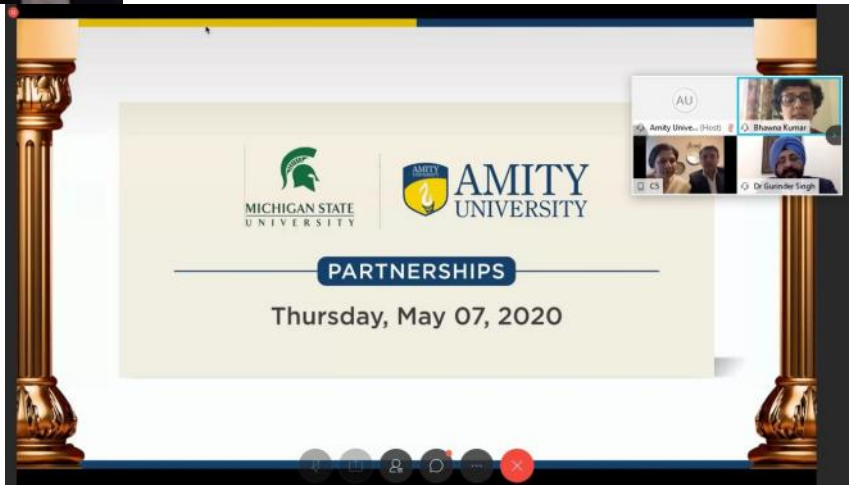 MICHIGAN STATE
UNIVERSITY
AMITY
UNIVERSITY
AMITY
UNIVERSITY
PARTNERSHIPS
Thursday, May 07, 2020
AU
Amity Unive... (Host)
Bhawna Kumar
CS
Dr Gurinder Singh